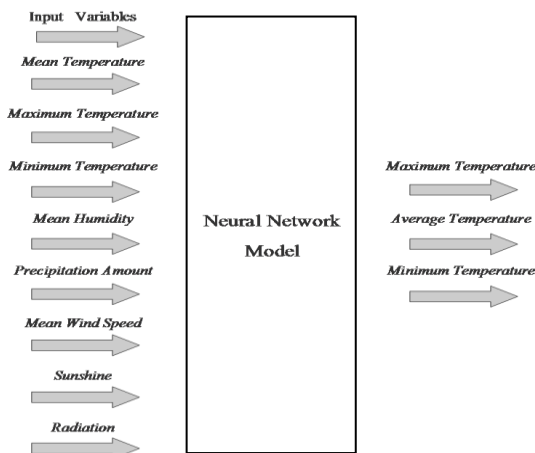 Input Variables
Mean Temperature
Maximum Temperature
Minimum Temperature
Mean Humidity
Precipitation Amount
Mean Wind Speed
Sunshine
Radiation
Neural Network
Model
Maximum Temperature
Average Temperature
Minimum Temperature